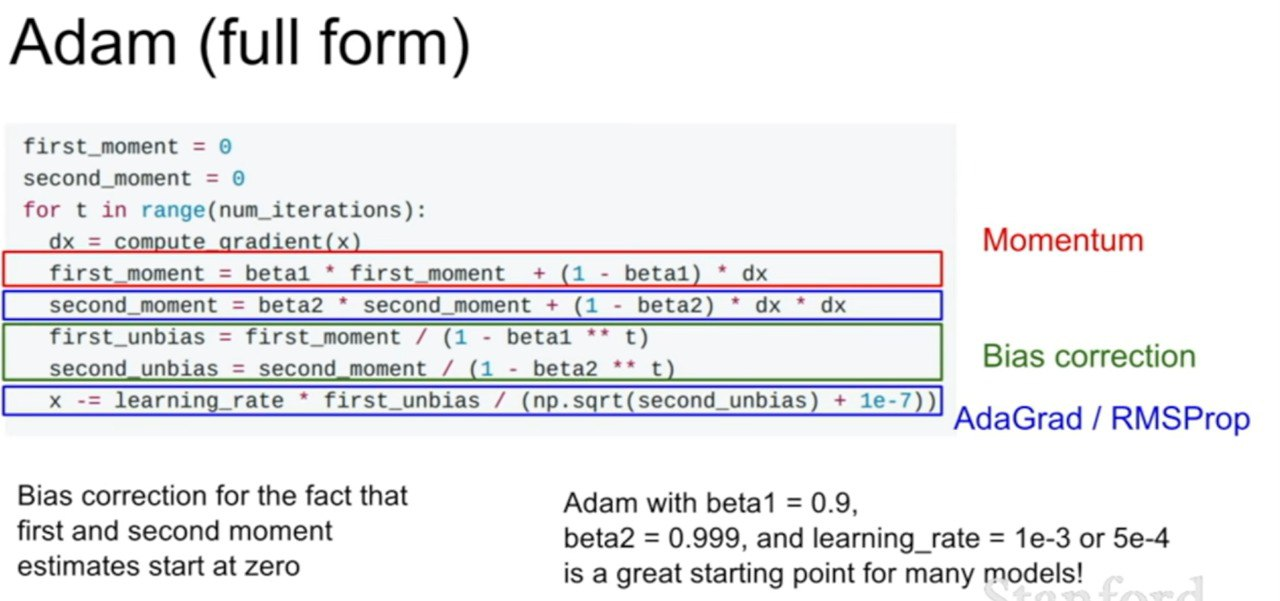 Adam (full form)
first_moment = 0
second_moment = 0
for t in range(num_iterations):
dx = compute_gradient(x)
first_moment = beta1 * first_moment + (1 - beta1) * dx
Momentum
second_moment = beta2 * second_moment + (1 - beta2) * dx * dx
first_unbias = first_moment / (1 - beta1 ** t)
second_unbias = second_moment / (1 - beta2 ** t)
Bias correction
x -= learning_rate * first_unbias / (np.sqrt(second_unbias) + 1e-7))
AdaGrad / RMSProp
Bias correction for the fact that
first and second moment
estimates start at zero
Adam with beta1 = 0.9,
beta2 = 0.999, and learning_rate = 1e-3 or 5e-4
is a great starting point for many models!
Stanford